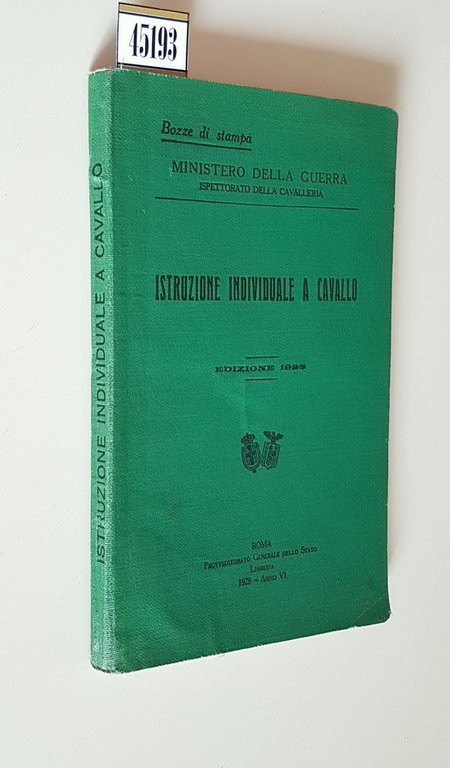 45193
Bozze di stampa
MINISTERO DELLA GUERRA
ISPETTORATO DELLA CAVALLERIA
ISTRUZIONE INDIVIDUALE A CAVALLO
EDIZIONE 1928
ROMA
PROVVEDITORATO GENERALE DELLO STATO
LIBRERIA
1928 - ANNO VI
ISTRUZIONE INDIVIDUALE A CAVALLO